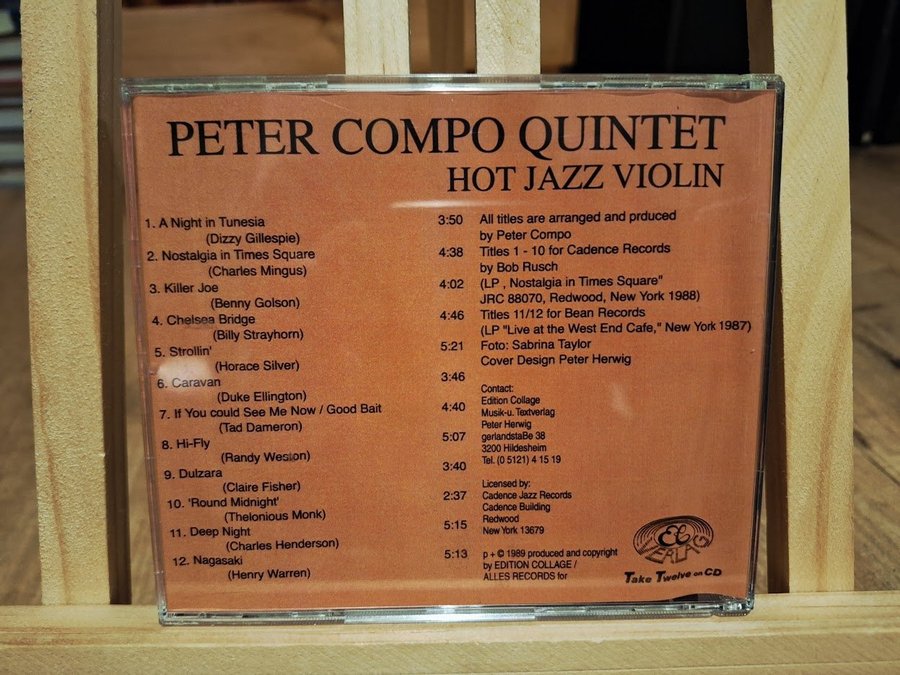 PETER COMPO QUINTET
HOT JAZZ VIOLIN
1. A Night in Tunesia 3:50
(Dizzy Gillespie)
2. Nostalgia in Times Square 4:38
(Charles Mingus)
3. Killer Joe 4:02
(Benny Golson)
4. Chelsea Bridge 4:46
(Billy Strayhorn)
5. Strollin' 5:21
(Horace Silver)
6. Caravan 3:46
(Duke Ellington)
7. If You could See Me Now / Good Bait 4:40
(Tad Dameron)
8. Hi-Fly 5:07
(Randy Weston)
9. Dulzara 3:40
(Claire Fisher)
10. 'Round Midnight' 2:37
(Thelonious Monk)
11. Deep Night 5:15
(Charles Henderson)
12. Nagasaki 5:13
(Henry Warren)
All titles are arranged and prduced
by Peter Compo
Titles 1 - 10 for Cadence Records
by Bob Rusch
(LP , Nostalgia in Times Square"
JRC 88070, Redwood, New York 1988)
Titles 11/12 for Bean Records
(LP "Live at the West End Cafe," New York 1987)
Foto: Sabrina Taylor
Cover Design Peter Herwig
Contact:
Edition Collage
Musik-u. Textverlag
Peter Herwig
gerlandstaBe 38
3200 Hildesheim
Tel. (0 5121) 4 15 19
Licensed by:
Cadence Jazz Records
Cadence Building
Redwood
New York 13679
p + © 1989 produced and copyright
by EDITION COLLAGE /
ALLES RECORDS for
EC
VERLAG
Take Twelve on CD